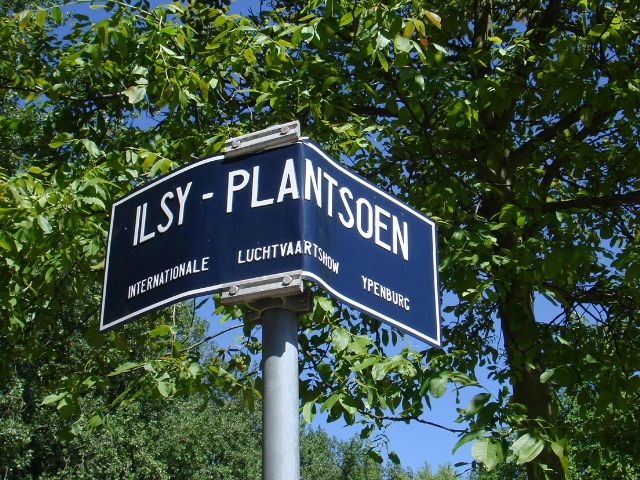 ILSY - PLANTSOEN
INTERNATIONALE LUCHTVAARTSHOW YPENBURG